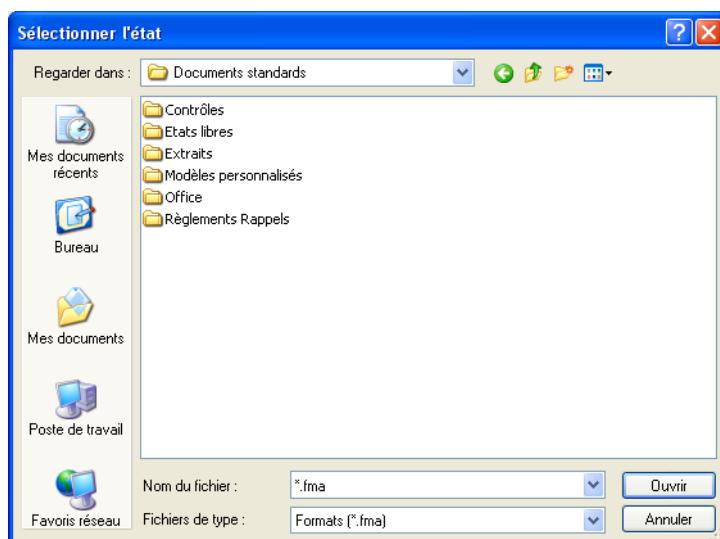 Sélectionner l'état
Regarder dans : Documents standards
Mes documents récents
Bureau
Mes documents
Poste de travail
Favoris réseau
Contrôles
Etats libres
Extraits
Modèles personnalisés
Office
Règlements Rappels
Nom du fichier : *.fma Ouvrir
Fichiers de type : Formats (*.fma) Annuler